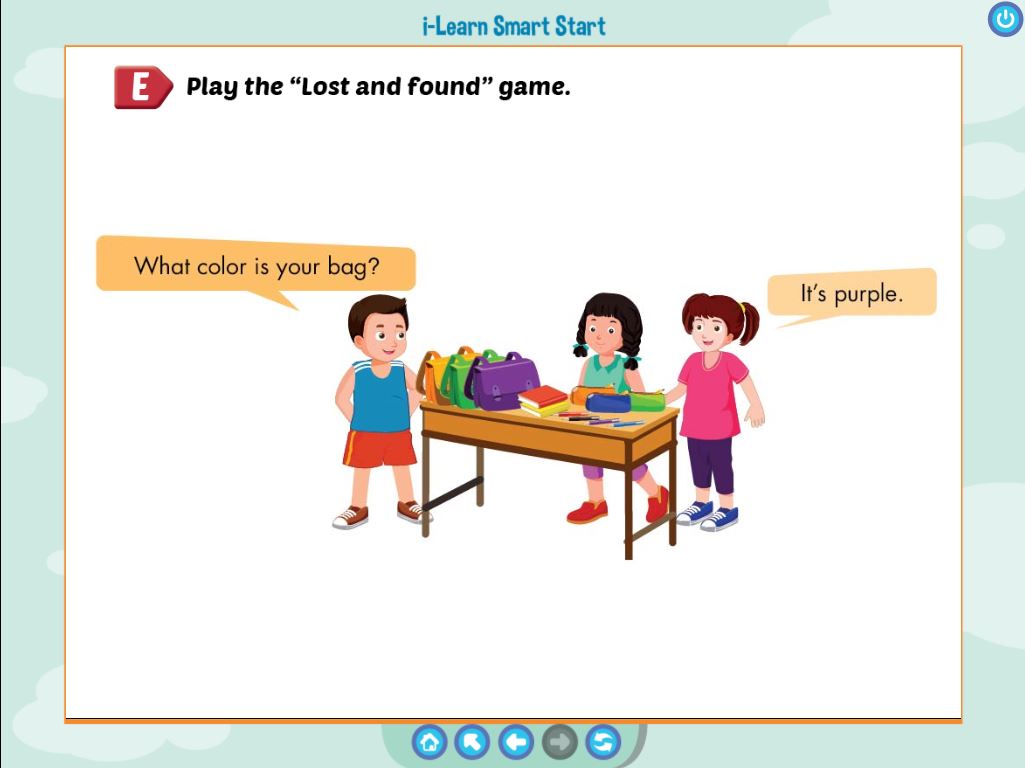 i-Learn Smart Start
E Play the “Lost and found” game.
What color is your bag?
It’s purple.